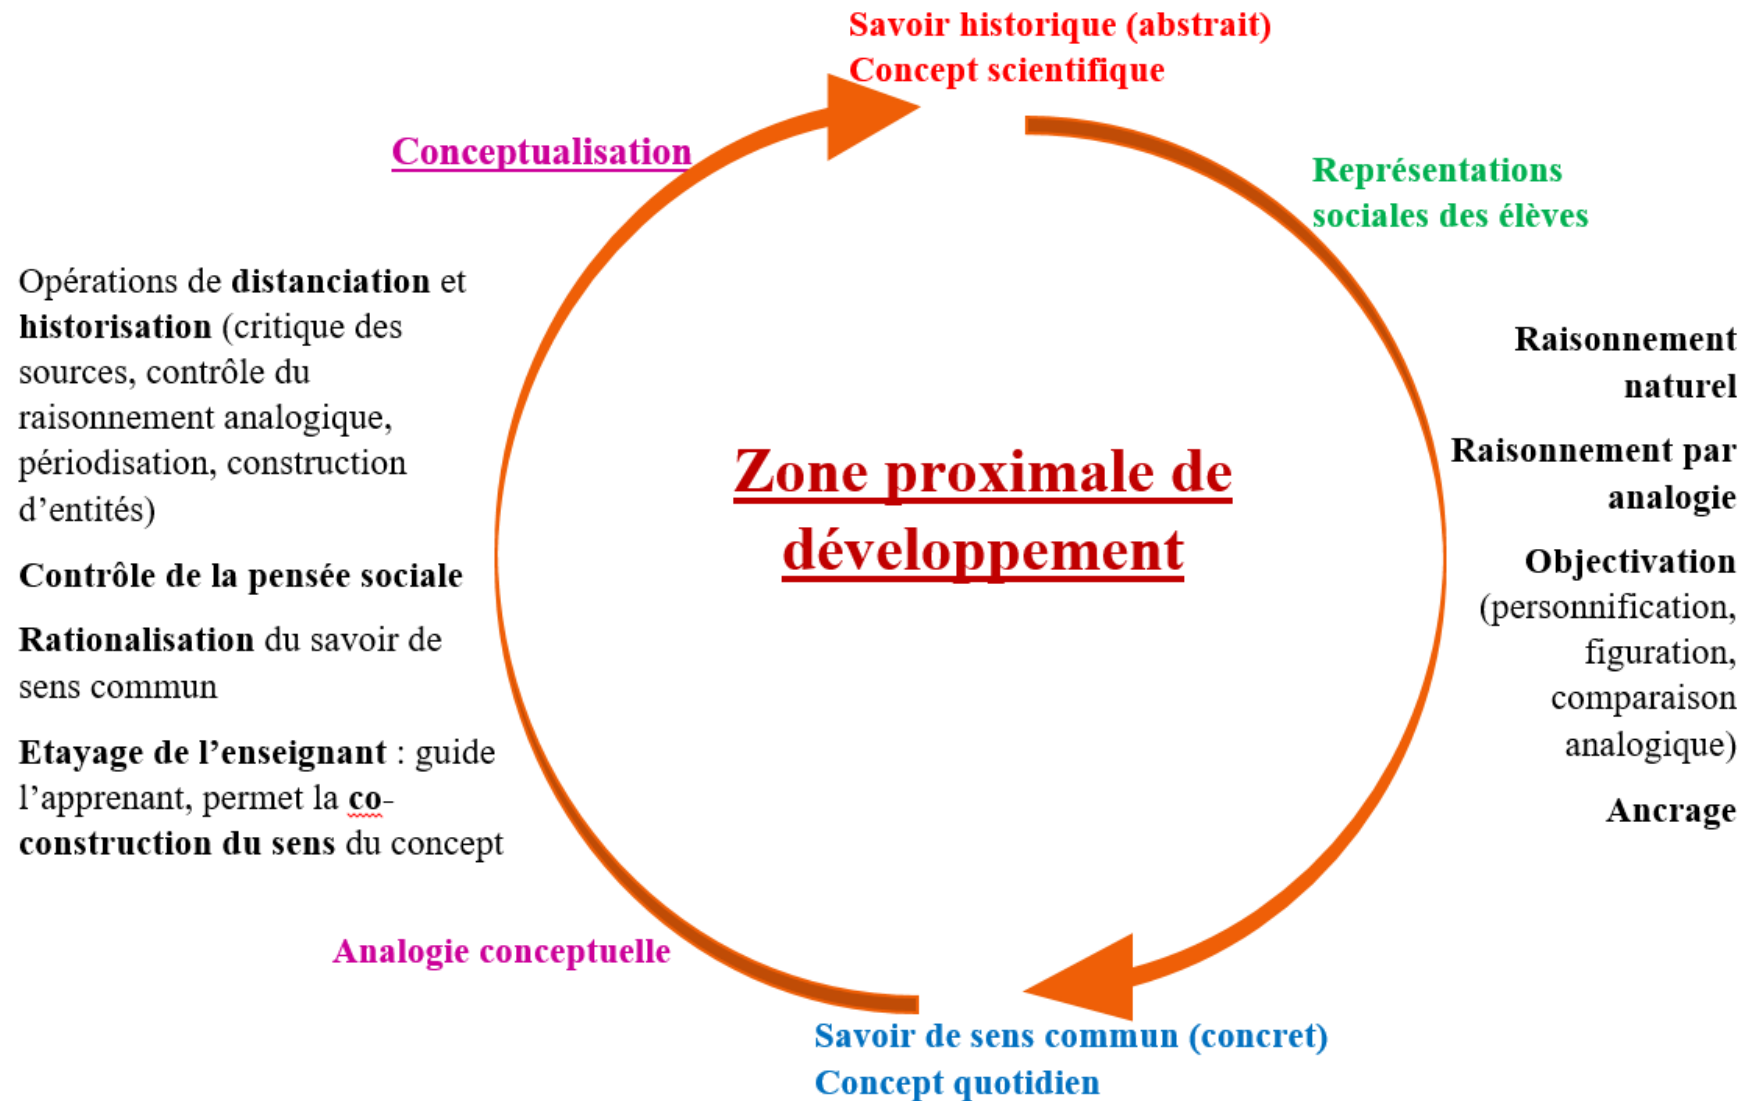 Savoir historique (abstrait)
Concept scientifique
Conceptualisation
Représentations
sociales des élèves
Opérations de distanciation et
historisation (critique des
sources, contrôle du
raisonnement analogique,
périodisation, construction
d’entités)
Contrôle de la pensée sociale
Rationalisation du savoir de
sens commun
Etayage de l’enseignant : guide
l’apprenant, permet la co-
construction du sens du concept
Analogie conceptuelle
Zone proximale de
développement
Raisonnement
naturel
Raisonnement par
analogie
Objectivation
(personnification,
figuration,
comparaison
analogique)
Ancrage
Savoir de sens commun (concret)
Concept quotidien